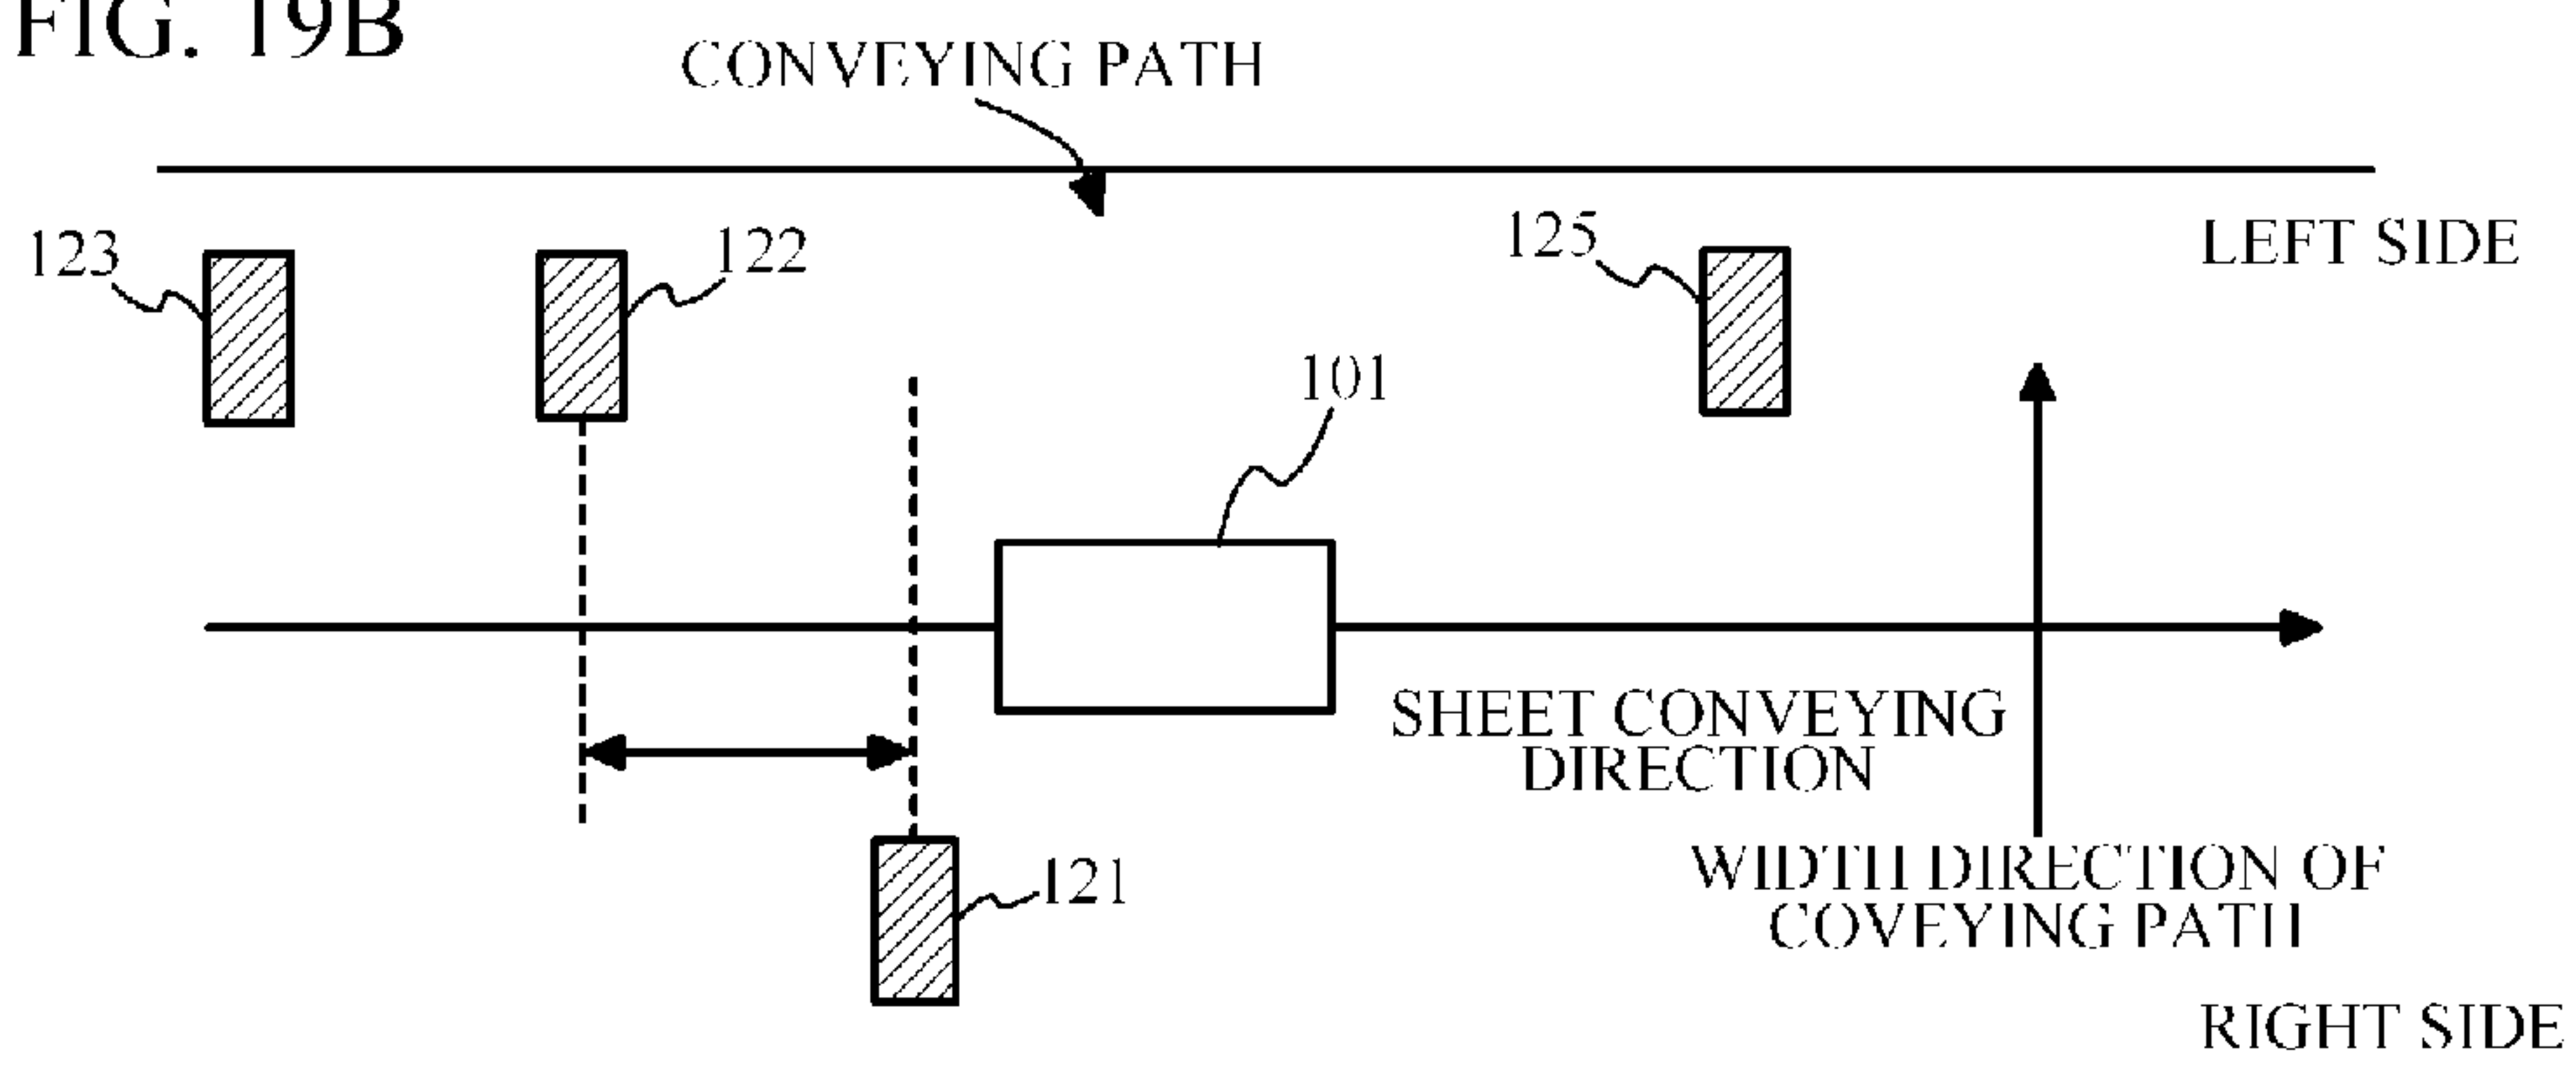 FIG. 19B
CONVEYING PATH
LEFT SIDE
123
122
125
101
SHEET CONVEYING
DIRECTION
121
WIDTH DIRECTION OF
COVEYING PATH
RIGHT SIDE